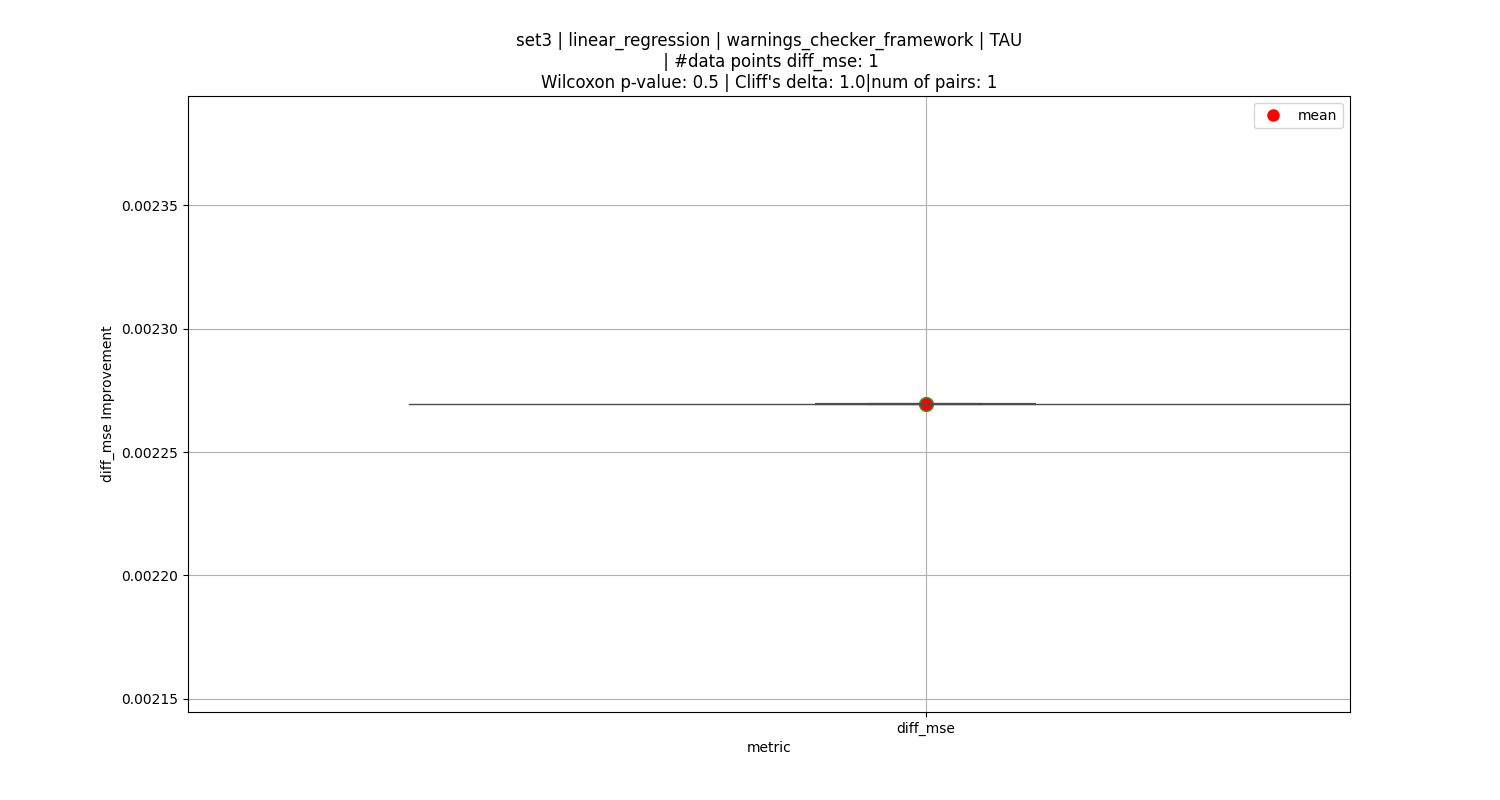 set3 | linear_regression | warnings_checker_framework | TAU
| #data points diff_mse: 1
Wilcoxon p-value: 0.5 | Cliff's delta: 1.0|num of pairs: 1
mean
0.00235
0.00230
0.00225
0.00220
0.00215
diff_mse Improvement
diff_mse
metric